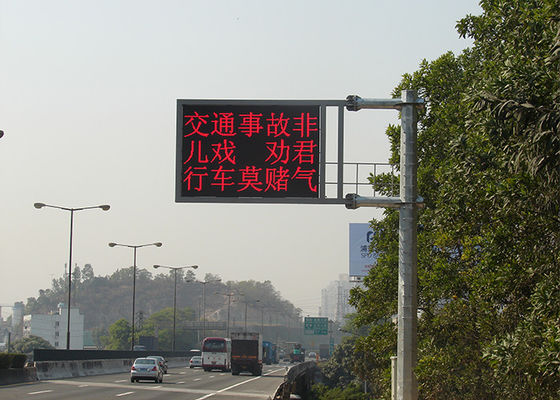 交通事故非
儿戏 劝君
行车莫赌气